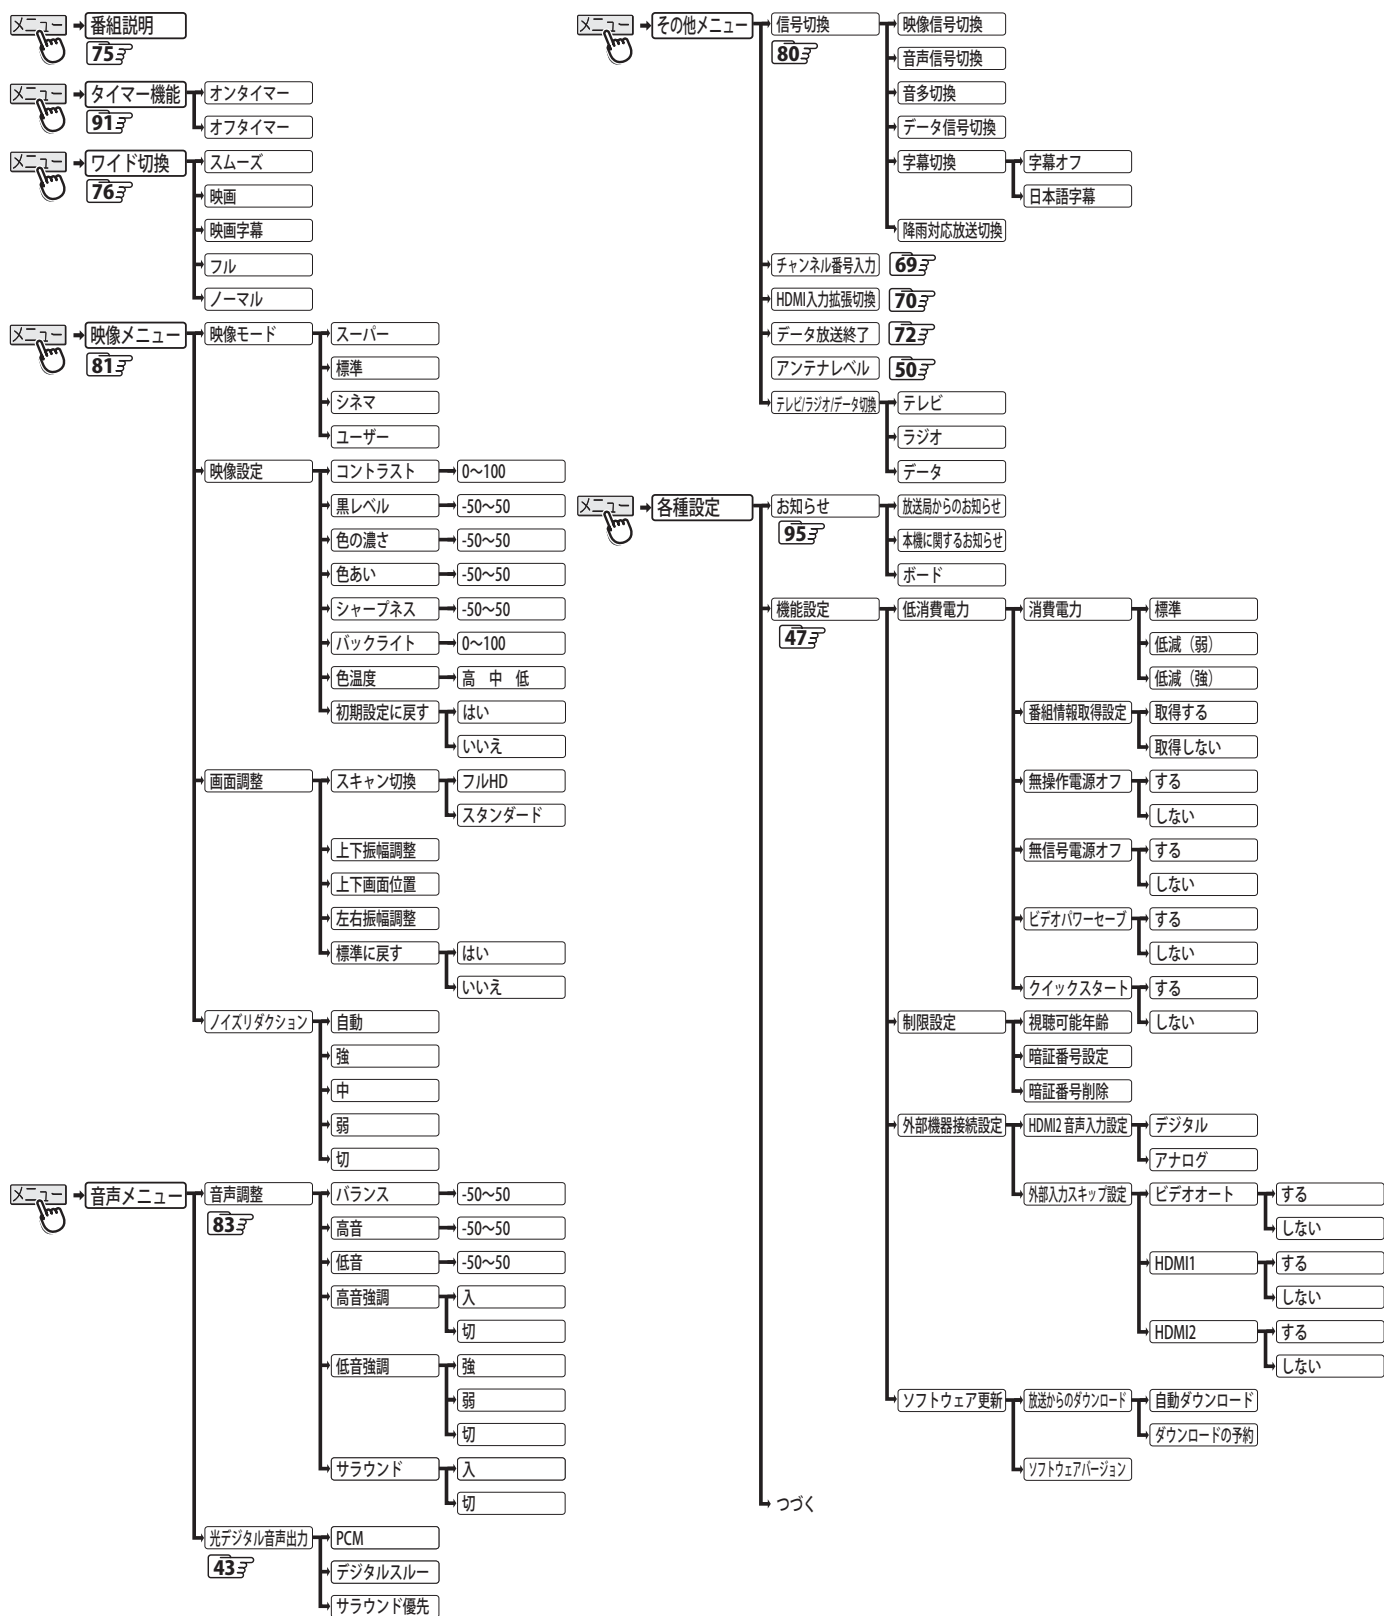 メニュー 番組説明
75
メニュー タイマー機能 オンタイマー
91 オフタイマー
メニュー ワイド切換 スムーズ
76 映画
映画字幕
フル
ノーマル
メニュー 映像メニュー 映像モード スーパー
81 標準
シネマ
ユーザー
映像設定 コントラスト 0〜100
黒レベル -50〜50
色の濃さ -50〜50
色あい -50〜50
シャープネス -50〜50
バックライト 0〜100
色温度 高 中 低
初期設定に戻す はい
いいえ
画面調整 スキャン切換 フルHD
スタンダード
上下振幅調整
上下画面位置
左右振幅調整
標準に戻す はい
いいえ
ノイズリダクション 自動
強
中
弱
切
メニュー 音声メニュー 音声調整 バランス -50〜50
83 高音 -50〜50
低音 -50〜50
高音強調 入
切
低音強調 強
弱
切
サラウンド 入
切
光デジタル音声出力 PCM
43 デジタルスルー
サラウンド優先
メニュー その他メニュー 信号切換 映像信号切換
80 音声信号切換
音多切換
データ信号切換
字幕切換 字幕オフ
日本語字幕
降雨対応放送切換
チャンネル番号入力 69
HDMI入力拡張切換 70
データ放送終了 72
アンテナレベル 50
テレビ/ラジオ/データ切換 テレビ
ラジオ
データ
メニュー 各種設定 お知らせ 放送局からのお知らせ
95 本機に関するお知らせ
ボード
機能設定 低消費電力 消費電力 標準
47 低減（弱）
低減（強）
番組情報取得設定 取得する
取得しない
無操作電源オフ する
しない
無信号電源オフ する
しない
ビデオパワーセーブ する
しない
クイックスタート する
しない
制限設定 視聴可能年齢
暗証番号設定
暗証番号削除
外部機器接続設定 HDMI2 音声入力設定 デジタル
アナログ
外部入力スキップ設定 ビデオオート する
しない
HDMI1 する
しない
HDMI2 する
しない
ソフトウェア更新 放送からのダウンロード 自動ダウンロード
ダウンロードの予約
ソフトウェアバージョン
つづく